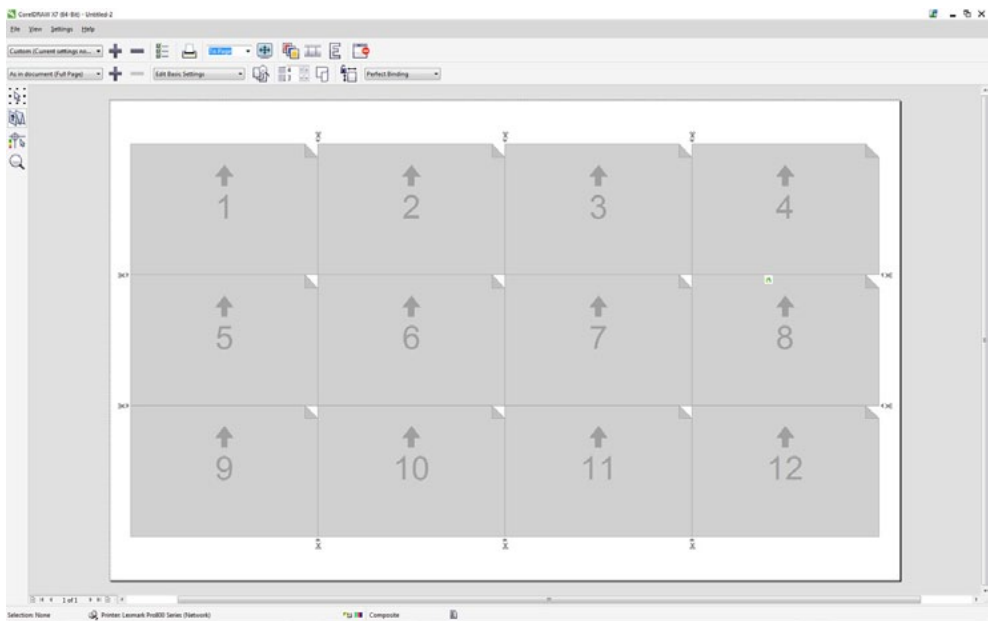 CorelDRAW X7 (64-Bit) - Untitled-2
File View Settings Help
Custom (Current settings no...
To Page
As in document (Full Page)
Edit Basic Settings
Perfect Binding
1 2 3 4
5 6 7 8
9 10 11 12
1 of 1
Selection: None Printer: Lexmark Pro800 Series (Network) Composite